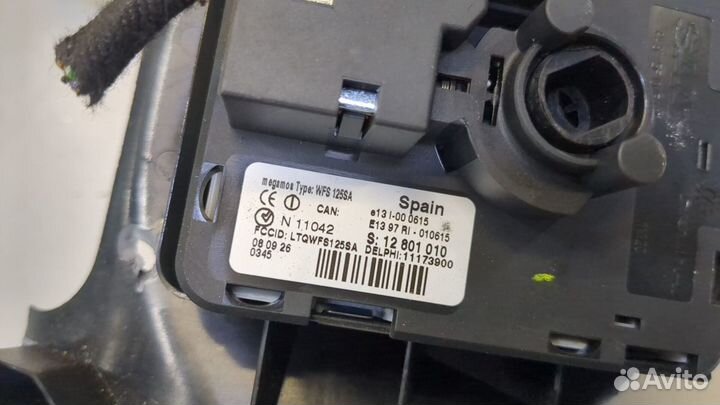 megamos Type: WFS 125SA
Spain
CAN:
e13 I-00 0615
N 11042
E13 97 RI - 010615
FCCID: LTQWFS125SA
S: 12 801 010
08 09 26
DELPHI:11173900
0345
Avito